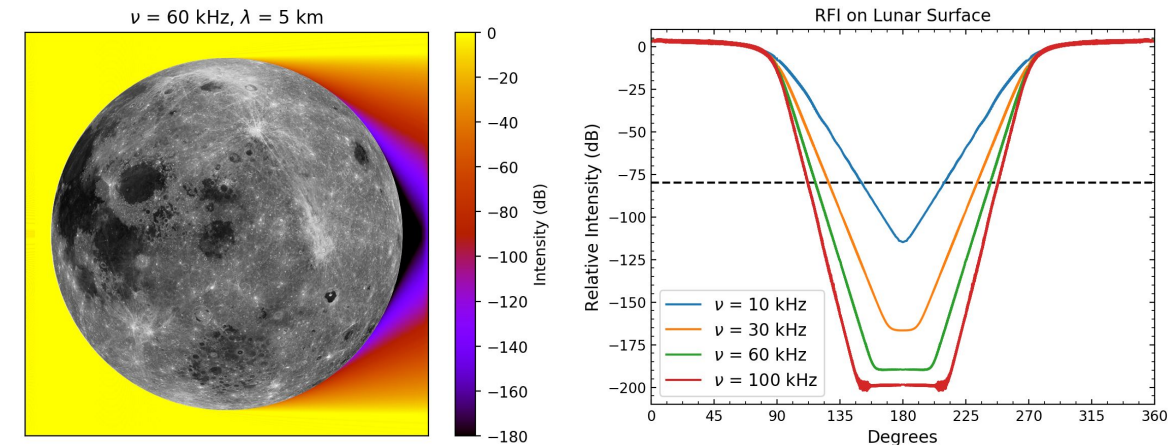 ν = 60 kHz, λ = 5 km
0
−20
−40
−60
−80
−100
−120
−140
−160
−180
Intensity (dB)
RFI on Lunar Surface
Relative Intensity (dB)
0
−25
−50
−75
−100
−125
−150
−175
−200
ν = 10 kHz
ν = 30 kHz
ν = 60 kHz
ν = 100 kHz
0 45 90 135 180 225 270 315 360
Degrees